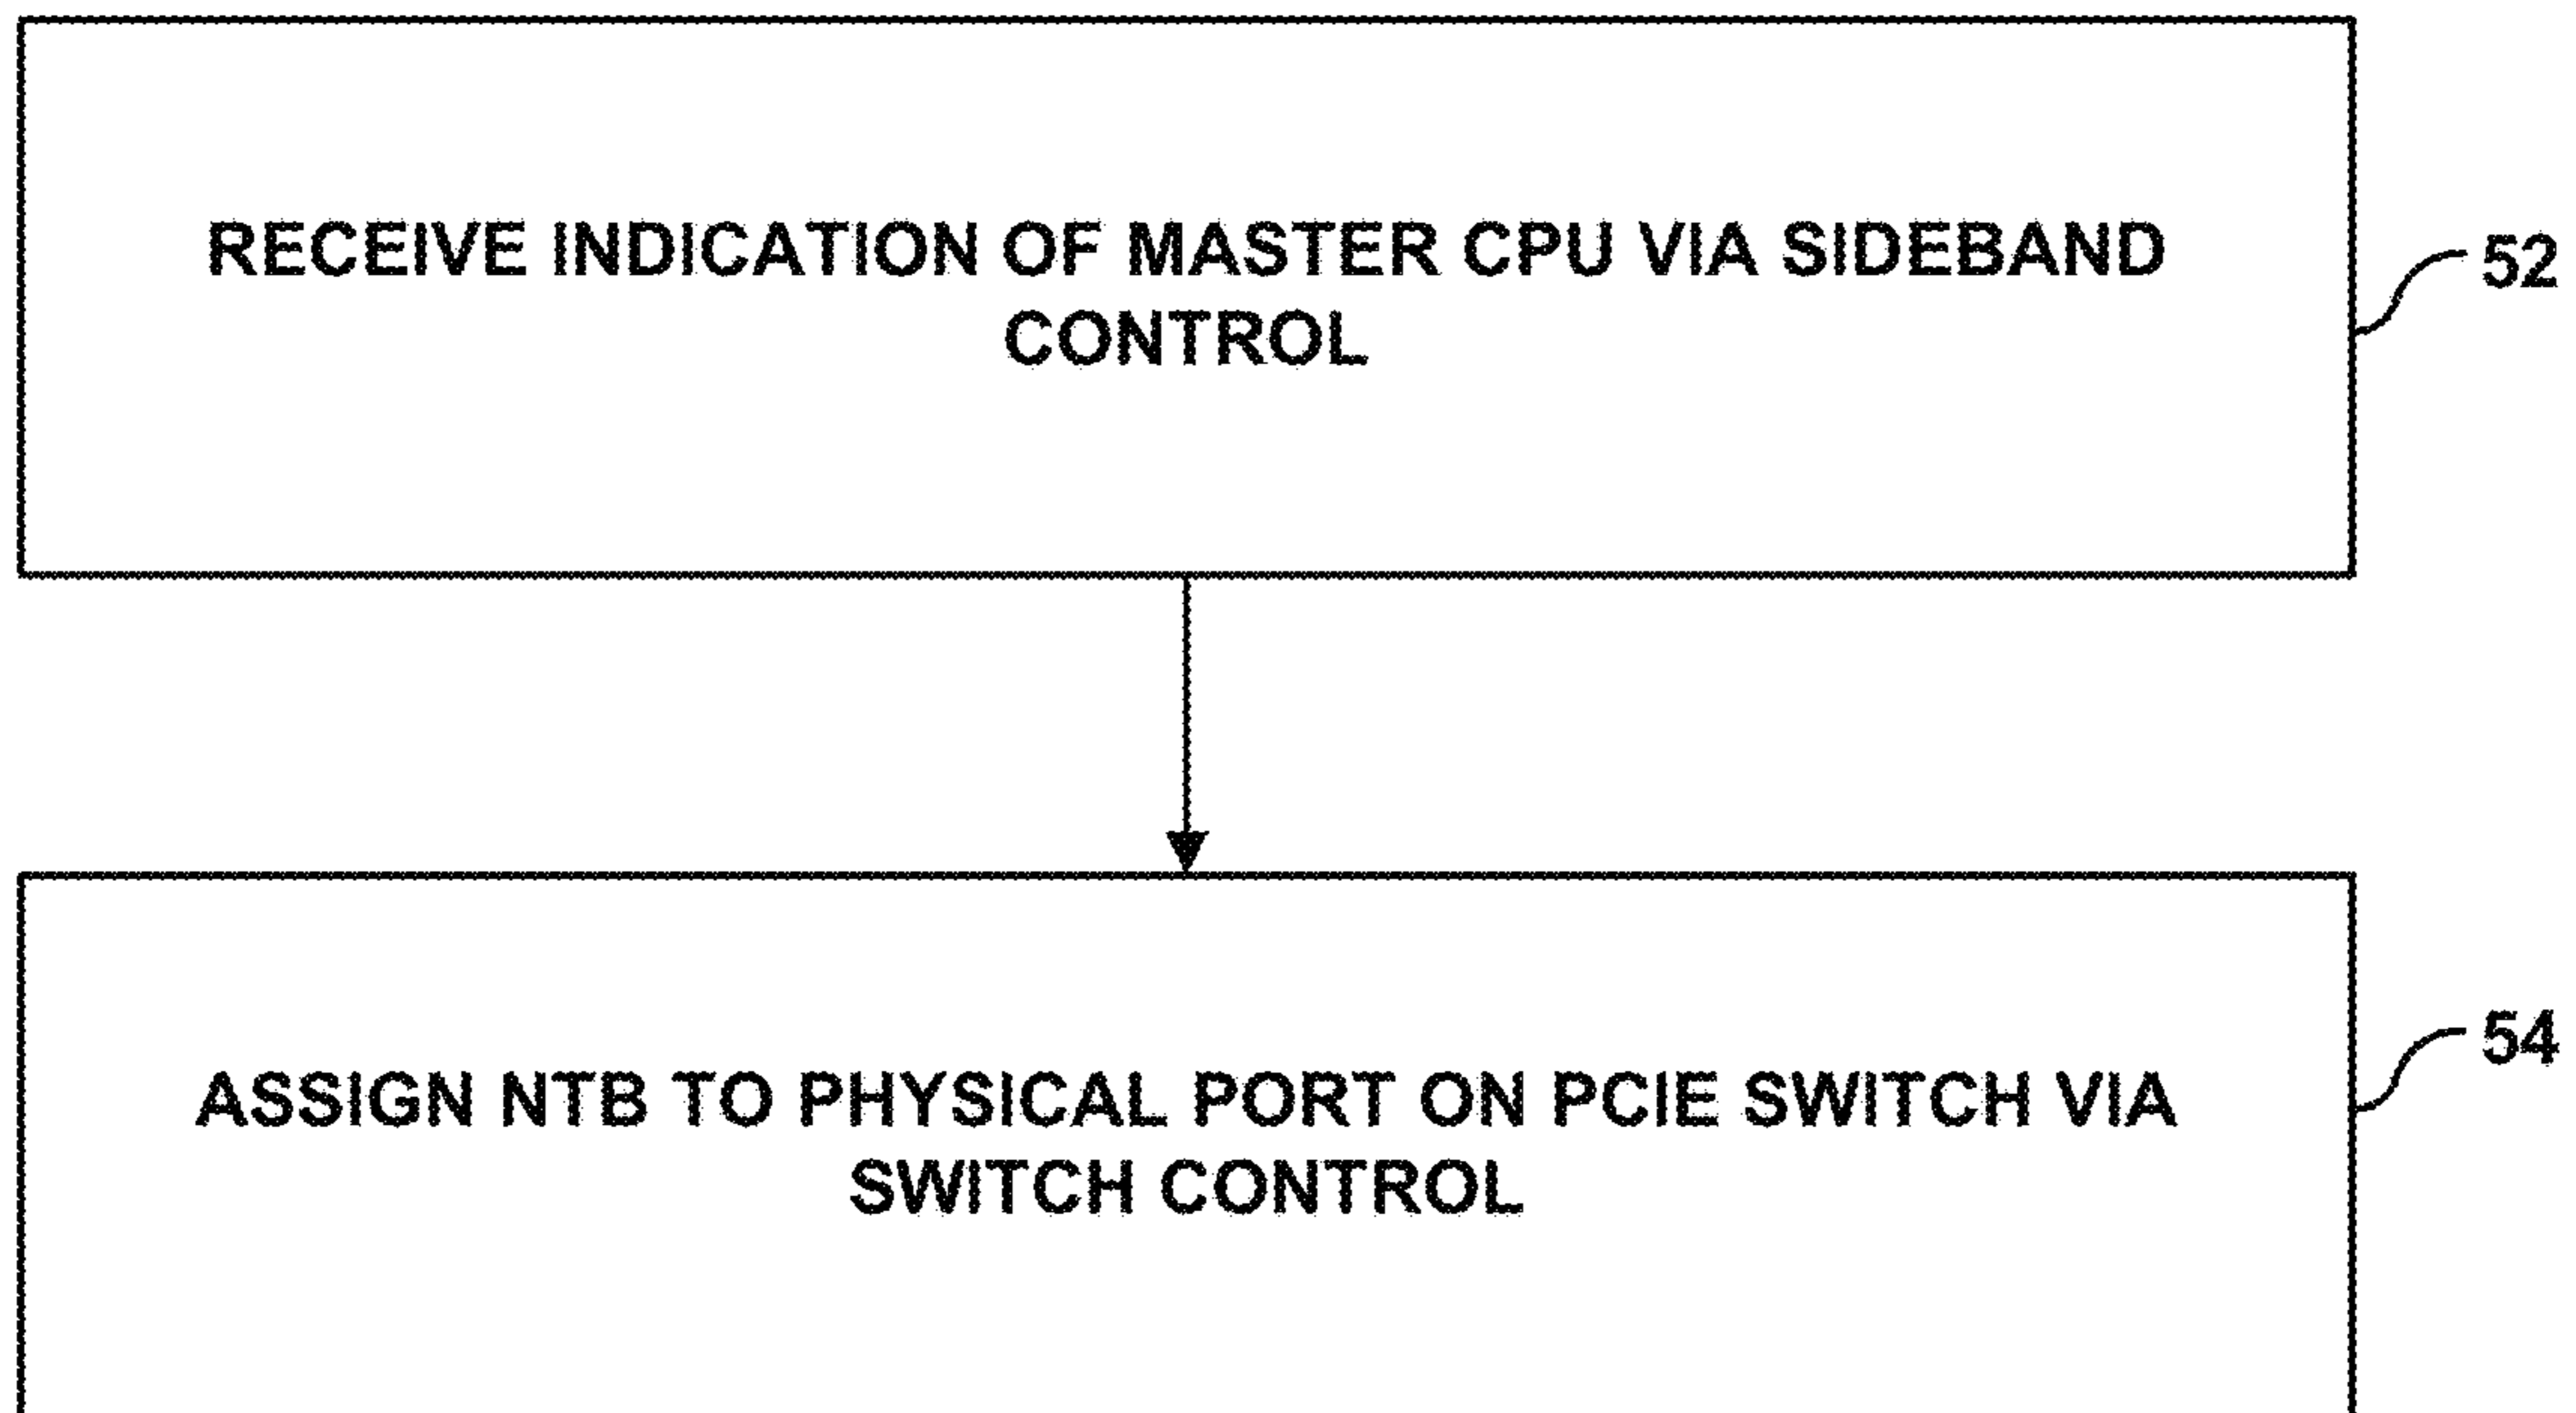 RECEIVE INDICATION OF MASTER CPU VIA SIDEBAND
CONTROL
52
ASSIGN NTB TO PHYSICAL PORT ON PCIE SWITCH VIA
SWITCH CONTROL
54